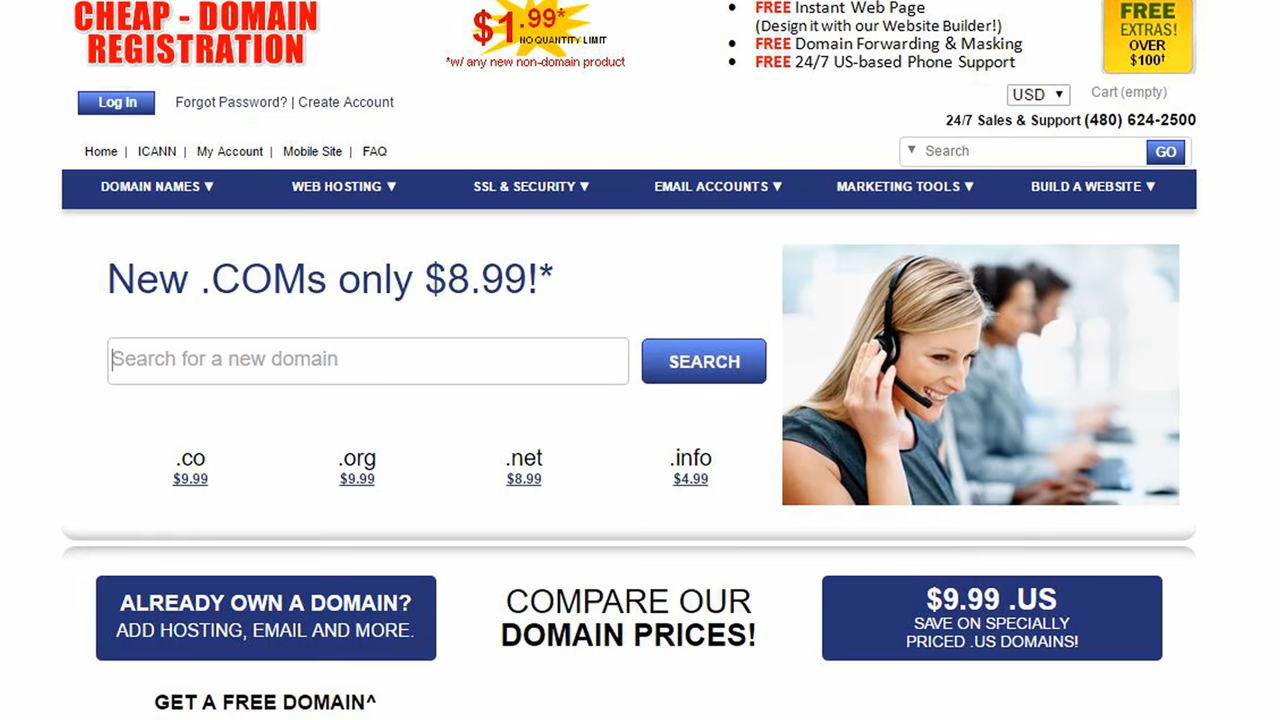 CHEAP - DOMAIN
REGISTRATION
$1.99*
NO QUANTITY LIMIT
*w/ any new non-domain product
• FREE Instant Web Page
(Design it with our Website Builder!)
• FREE Domain Forwarding & Masking
• FREE 24/7 US-based Phone Support
FREE
EXTRAS!
OVER
$100†
Log In Forgot Password? | Create Account
USD ▼ Cart (empty)
24/7 Sales & Support (480) 624-2500
Home | ICANN | My Account | Mobile Site | FAQ
▼ Search GO
DOMAIN NAMES ▼ WEB HOSTING ▼ SSL & SECURITY ▼ EMAIL ACCOUNTS ▼ MARKETING TOOLS ▼ BUILD A WEBSITE ▼
New .COMs only $8.99!*
Search for a new domain SEARCH
.co .org .net .info
$9.99 $9.99 $8.99 $4.99
ALREADY OWN A DOMAIN?
ADD HOSTING, EMAIL AND MORE.
COMPARE OUR
DOMAIN PRICES!
$9.99 .US
SAVE ON SPECIALLY
PRICED .US DOMAINS!
GET A FREE DOMAIN^